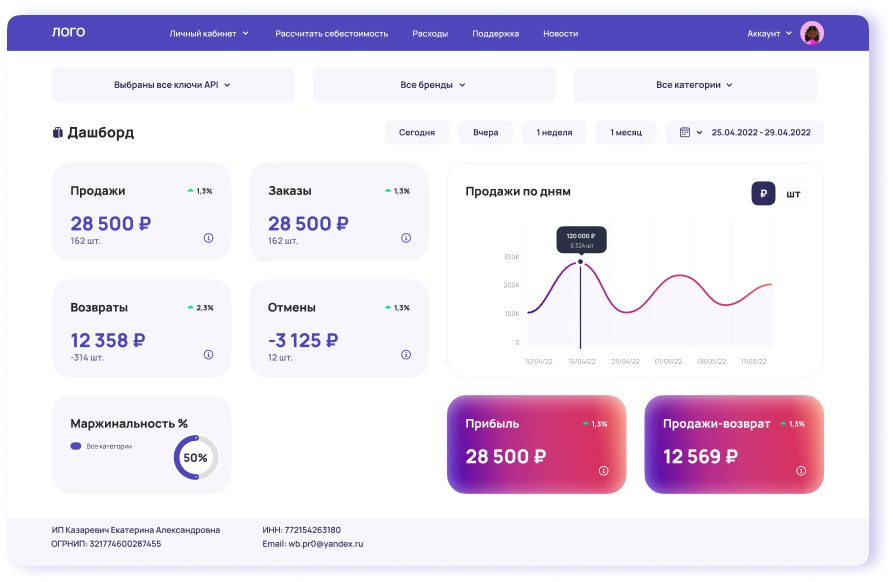 ЛОГО
Личный кабинет
Рассчитать себестоимость
Расходы
Поддержка
Новости
Аккаунт
Выбраны все ключи API
Все бренды
Все категории
Дашборд
Сегодня
Вчера
1 неделя
1 месяц
25.04.2022 - 29.04.2022
Продажи
1,3%
28 500 ₽
162 шт.
Заказы
1,3%
28 500 ₽
162 шт.
Продажи по дням
₽
шт
120 000 ₽
5 324 шт
300K
200K
100K
0
10/04/22
15/04/22
25/04/22
01/05/22
08/05/22
11/05/22
Возвраты
2,3%
12 358 ₽
-314 шт.
Отмены
1,3%
-3 125 ₽
12 шт.
Маржинальность %
Все категории
50%
Прибыль
1,3%
28 500 ₽
Продажи-возврат
1,3%
12 569 ₽
ИП Казаревич Екатерина Александровна
ОГРНИП: 321774600287455
ИНН: 772154263180
Email: wb.pr0@yandex.ru